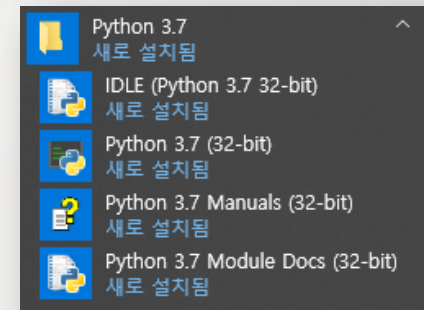 Python 3.7
새로 설치됨
IDLE (Python 3.7 32-bit)
새로 설치됨
Python 3.7 (32-bit)
새로 설치됨
Python 3.7 Manuals (32-bit)
새로 설치됨
Python 3.7 Module Docs (32-bit)
새로 설치됨